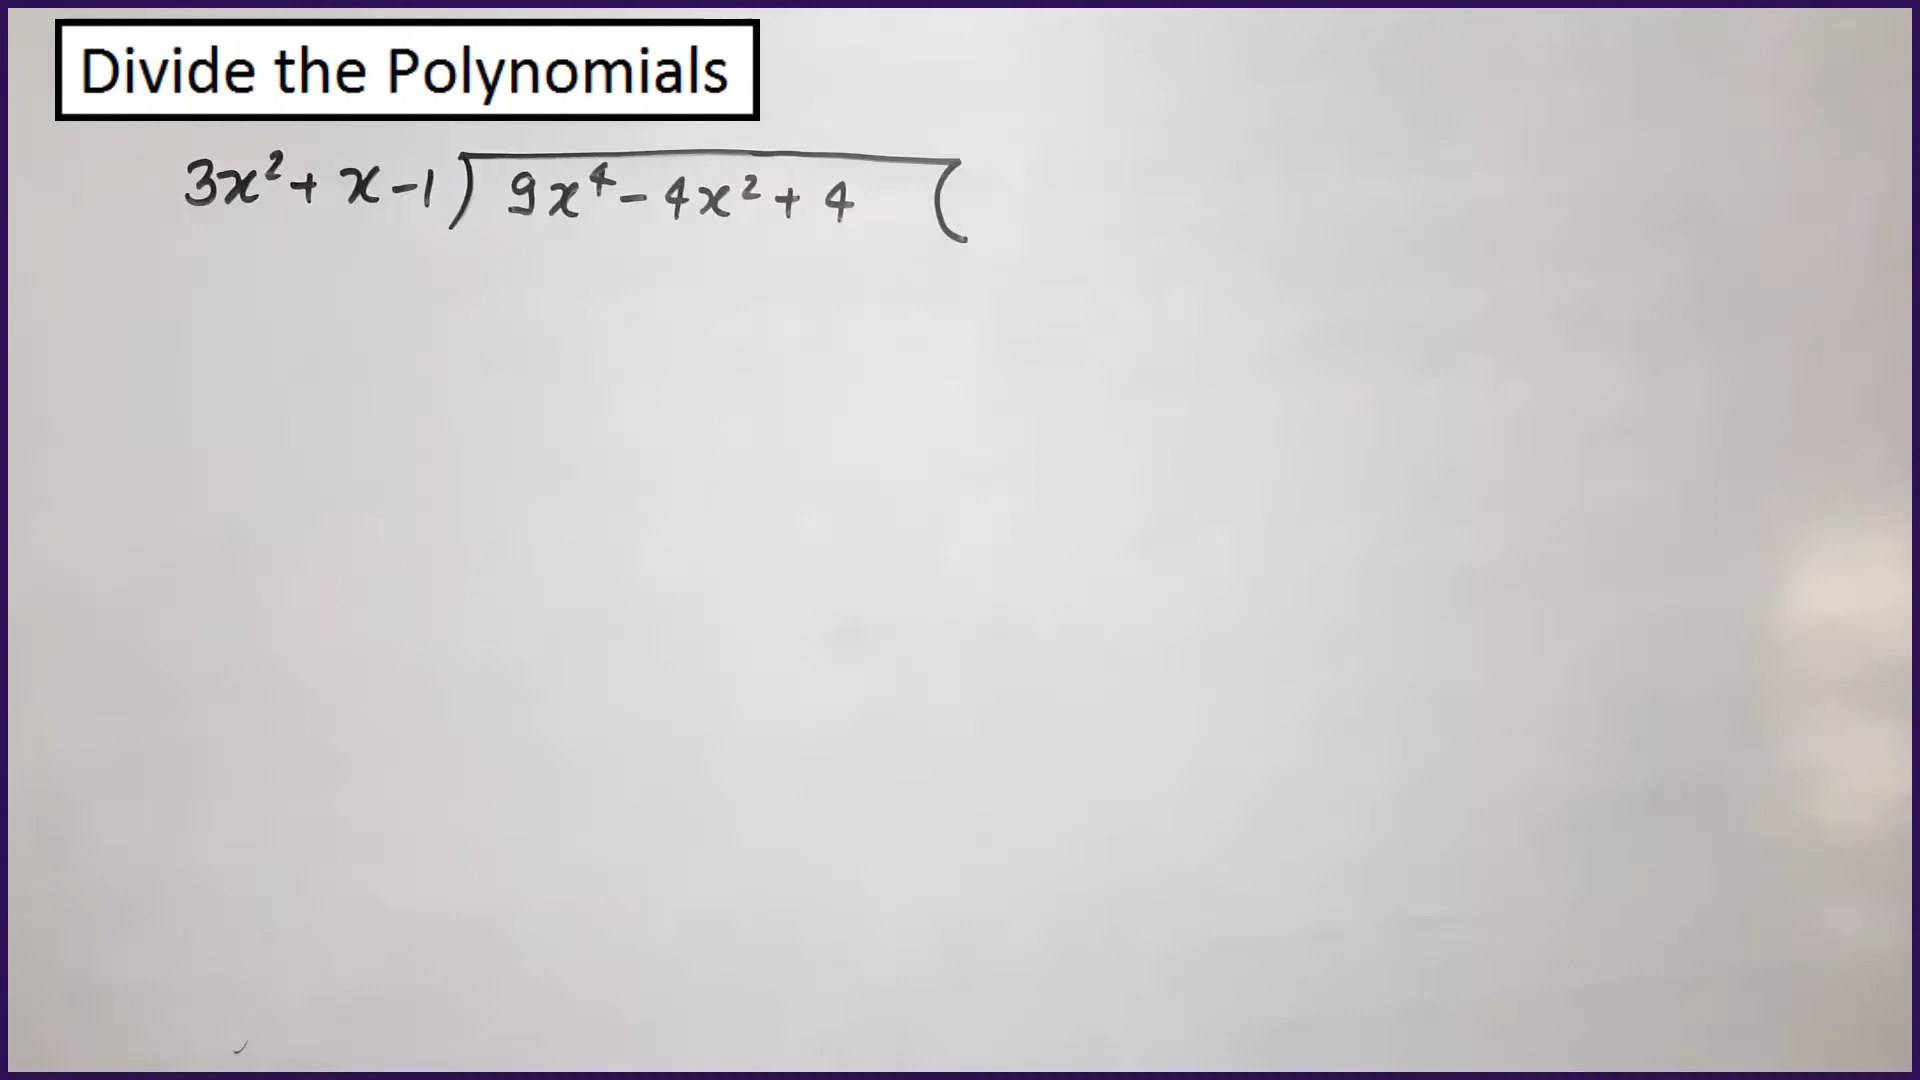 Divide the Polynomials
3x² + x - 1 ) 9x⁴ - 4x² + 4 (